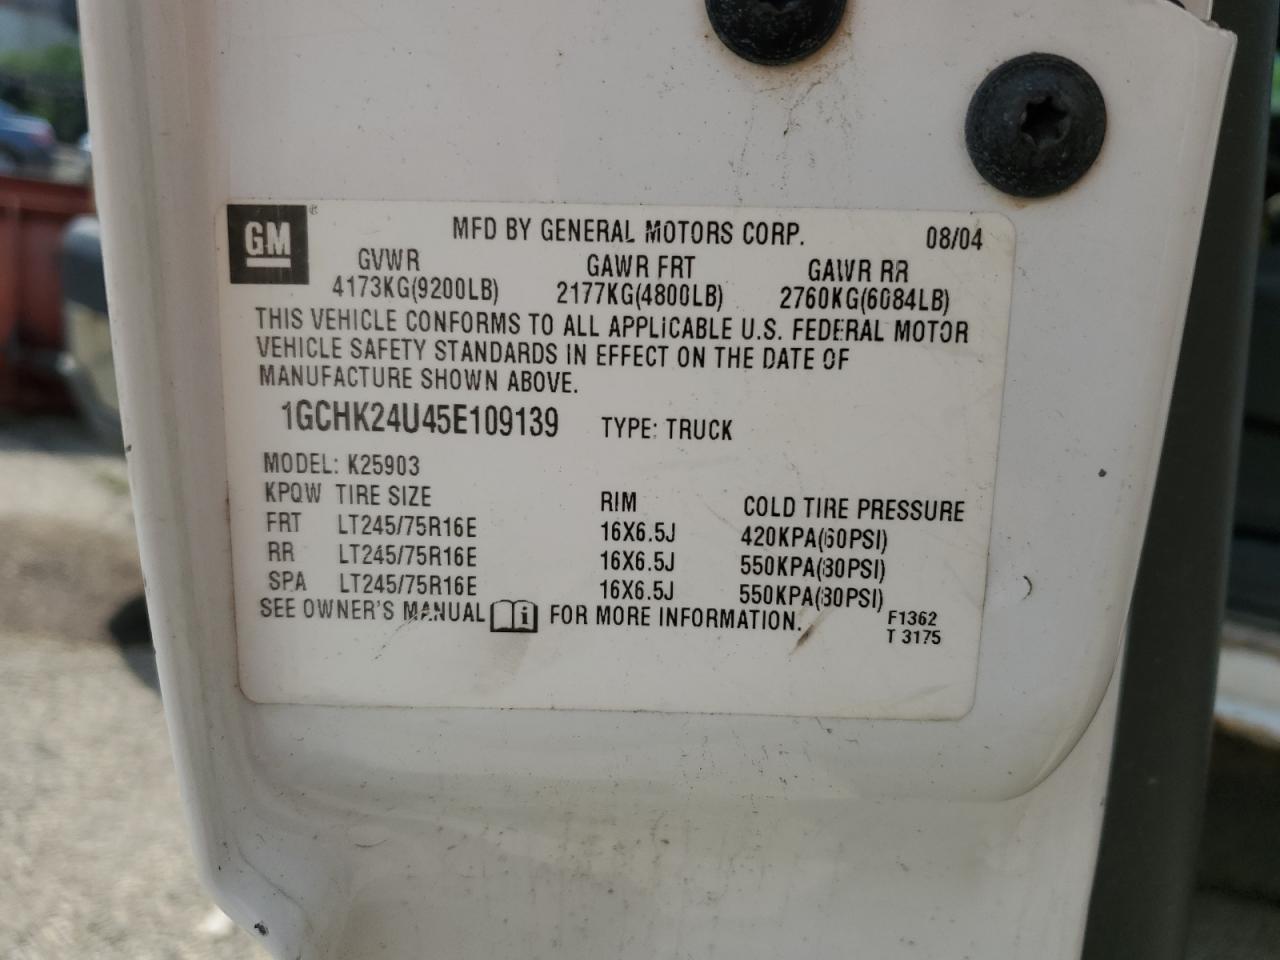 GM®
MFD BY GENERAL MOTORS CORP. 08/04
GVWR GAWR FRT GAWR RR
4173KG(9200LB) 2177KG(4800LB) 2760KG(6084LB)
THIS VEHICLE CONFORMS TO ALL APPLICABLE U.S. FEDERAL MOTOR
VEHICLE SAFETY STANDARDS IN EFFECT ON THE DATE OF
MANUFACTURE SHOWN ABOVE.
1GCHK24U45E109139 TYPE: TRUCK
MODEL: K25903
KPQW TIRE SIZE RIM COLD TIRE PRESSURE
FRT LT245/75R16E 16X6.5J 420KPA(60PSI)
RR LT245/75R16E 16X6.5J 550KPA(80PSI)
SPA LT245/75R16E 16X6.5J 550KPA(80PSI)
SEE OWNER'S MANUAL i FOR MORE INFORMATION.
F1362
T 3175